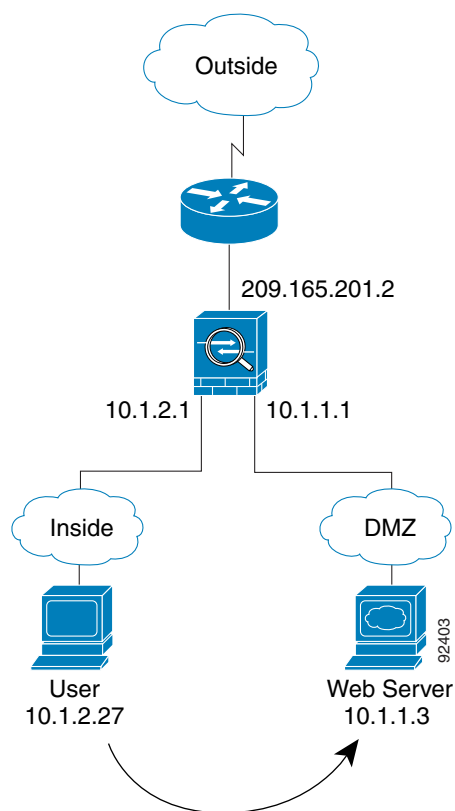 Outside
209.165.201.2
10.1.2.1
10.1.1.1
Inside
DMZ
92403
User
10.1.2.27
Web Server
10.1.1.3